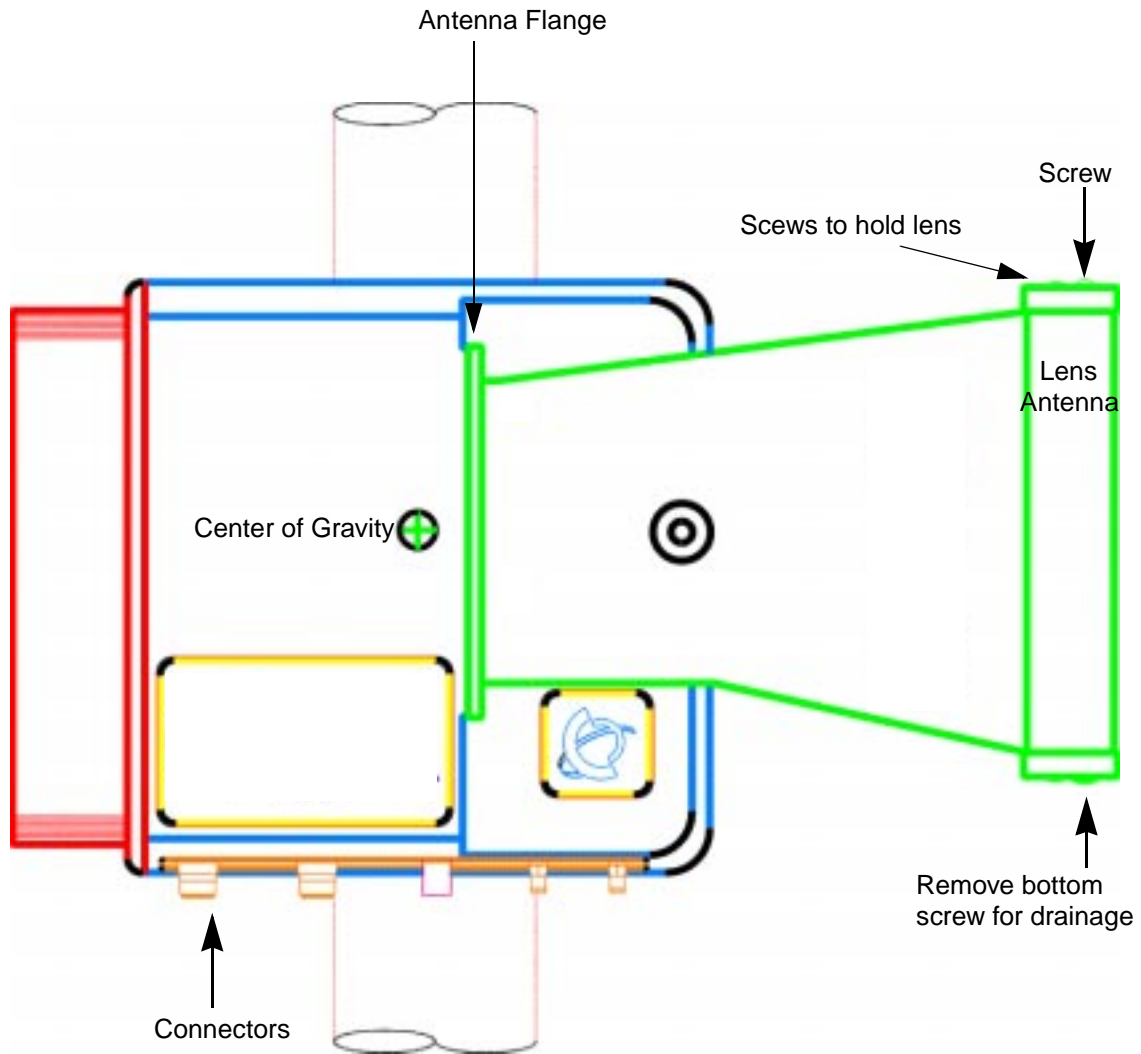 Antenna Flange
Screw
Scews to hold lens
Lens
Antenna
Center of Gravity
Remove bottom
screw for drainage
Connectors